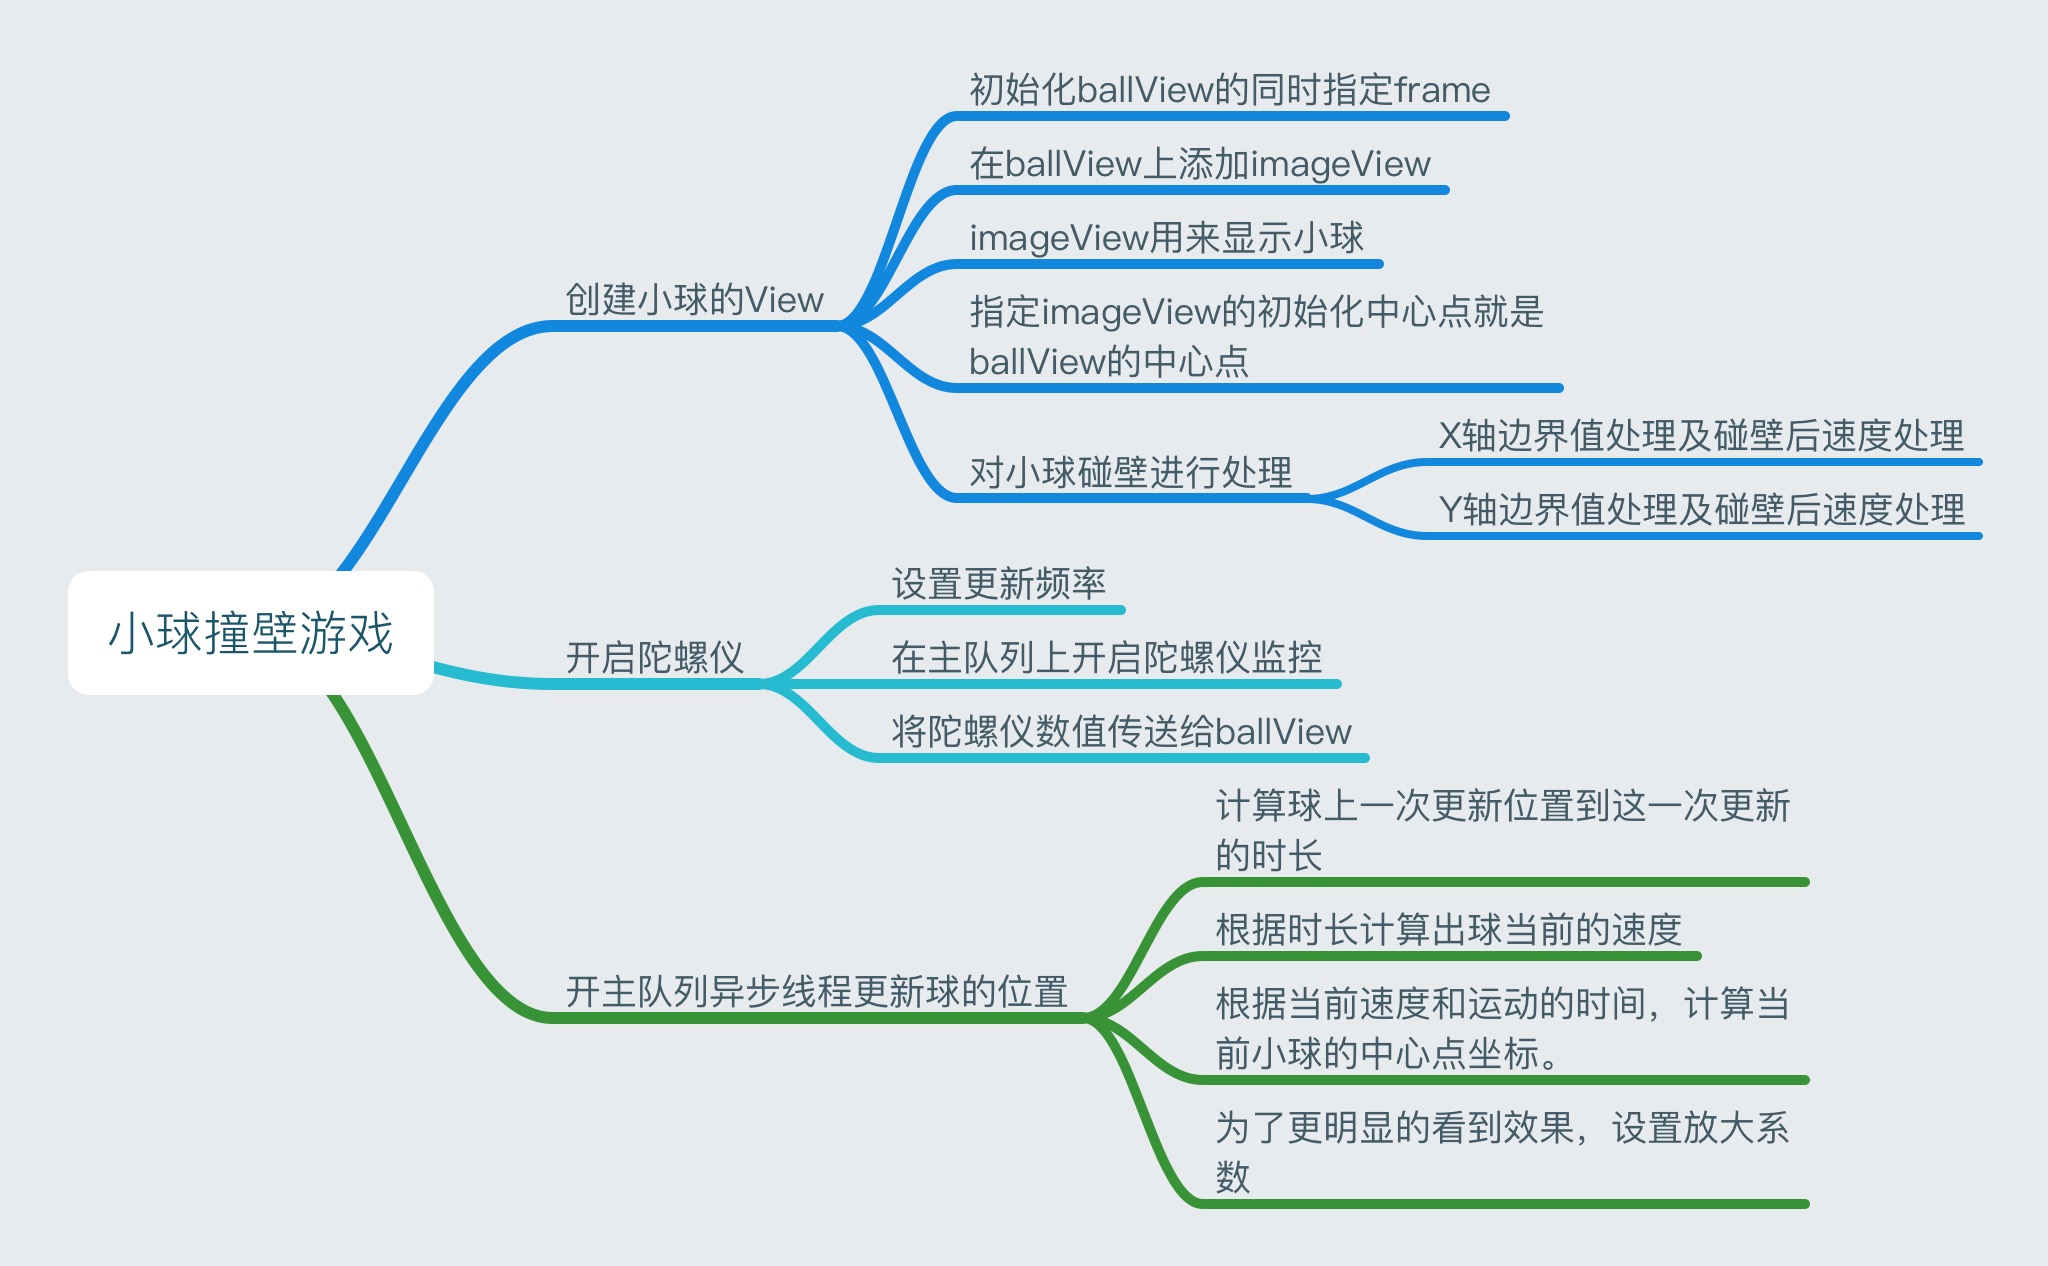 小球撞壁游戏
创建小球的View
初始化ballView的同时指定frame
在ballView上添加imageView
imageView用来显示小球
指定imageView的初始化中心点就是
ballView的中心点
对小球碰壁进行处理
X轴边界值处理及碰壁后速度处理
Y轴边界值处理及碰壁后速度处理
开启陀螺仪
设置更新频率
在主队列上开启陀螺仪监控
将陀螺仪数值传送给ballView
开主队列异步线程更新球的位置
计算球上一次更新位置到这一次更新
的时长
根据时长计算出球当前的速度
根据当前速度和运动的时间，计算当
前小球的中心点坐标。
为了更明显的看到效果，设置放大系
数